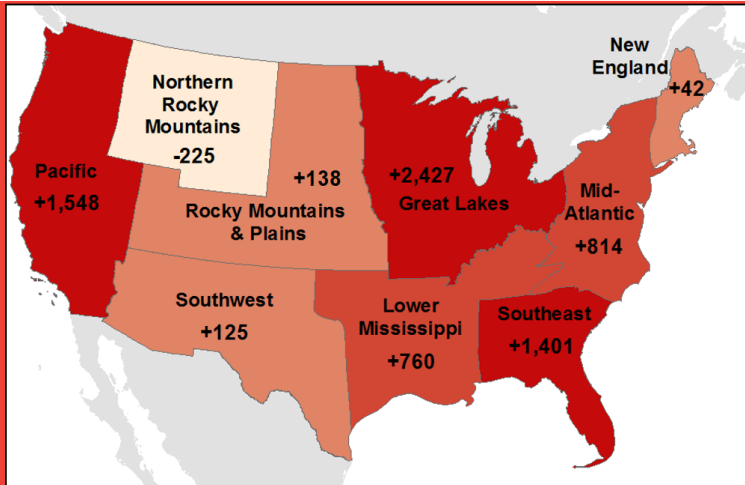 New
England
+42
Northern
Rocky
Mountains
-225
Pacific
+1,548
+138
Rocky Mountains
& Plains
+2,427
Great Lakes
Mid-
Atlantic
+814
Southwest
+125
Lower
Mississippi
+760
Southeast
+1,401